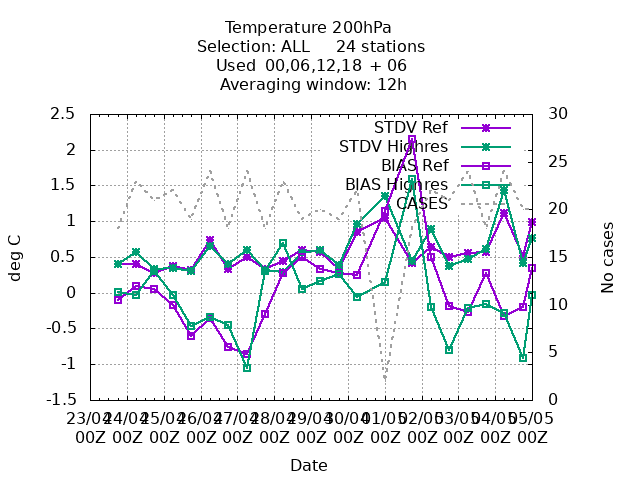 Temperature 200hPa
Selection: ALL 24 stations
Used 00,06,12,18 + 06
Averaging window: 12h
STDV Ref
STDV Highres
BIAS Ref
BIAS Highres
CASES
deg C
2.5
2
1.5
1
0.5
0
-0.5
-1
-1.5
No cases
30
25
20
15
10
5
0
23/04 24/04 25/04 26/04 27/04 28/04 29/04 30/04 01/05 02/05 03/05 04/05 05/05
00Z 00Z 00Z 00Z 00Z 00Z 00Z 00Z 00Z 00Z 00Z 00Z 00Z
Date